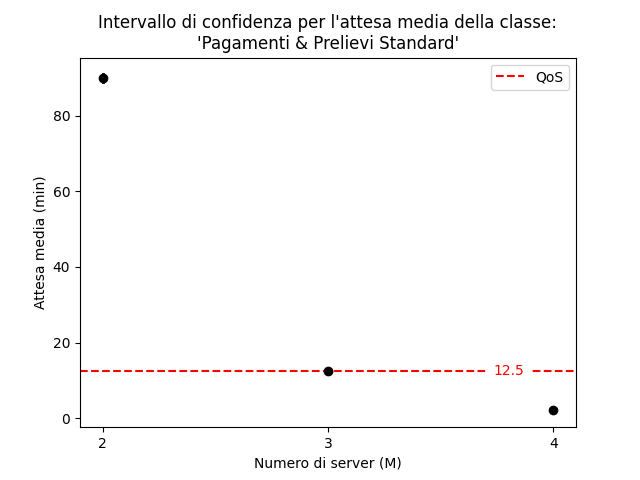 Intervallo di confidenza per l'attesa media della classe:
'Pagamenti & Prelievi Standard'
QoS
80
60
40
20
0
12.5
2
3
4
Attesa media (min)
Numero di server (M)